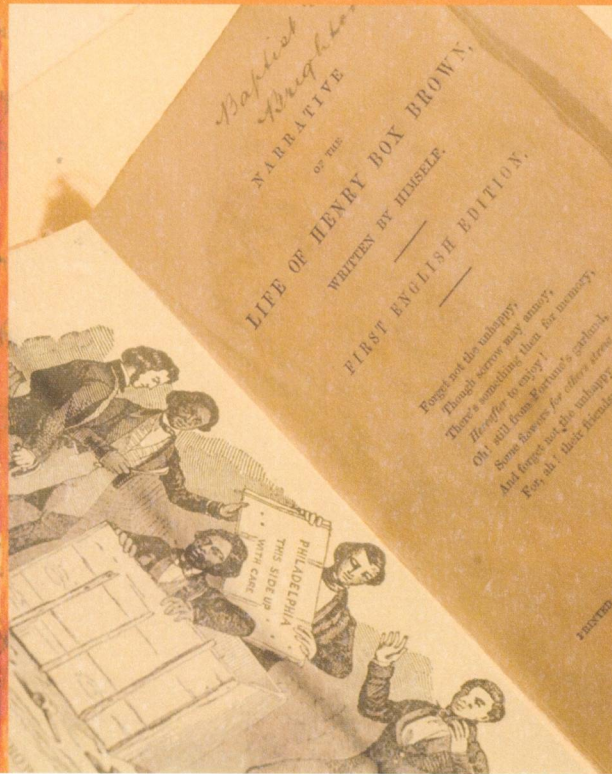 Baptist
Brighton
NARRATIVE
OF THE
LIFE OF HENRY BOX BROWN,
WRITTEN BY HIMSELF.
FIRST ENGLISH EDITION.
Forget not the unhappy,
Though sorrow may annoy,
There's something then for memory,
Hereafter to enjoy!
Oh! still from Fortune's garland,
Some flowers for others
And forget not the unhappy,
For, ah! their
PHILADELPHIA
THIS SIDE UP
WITH CARE